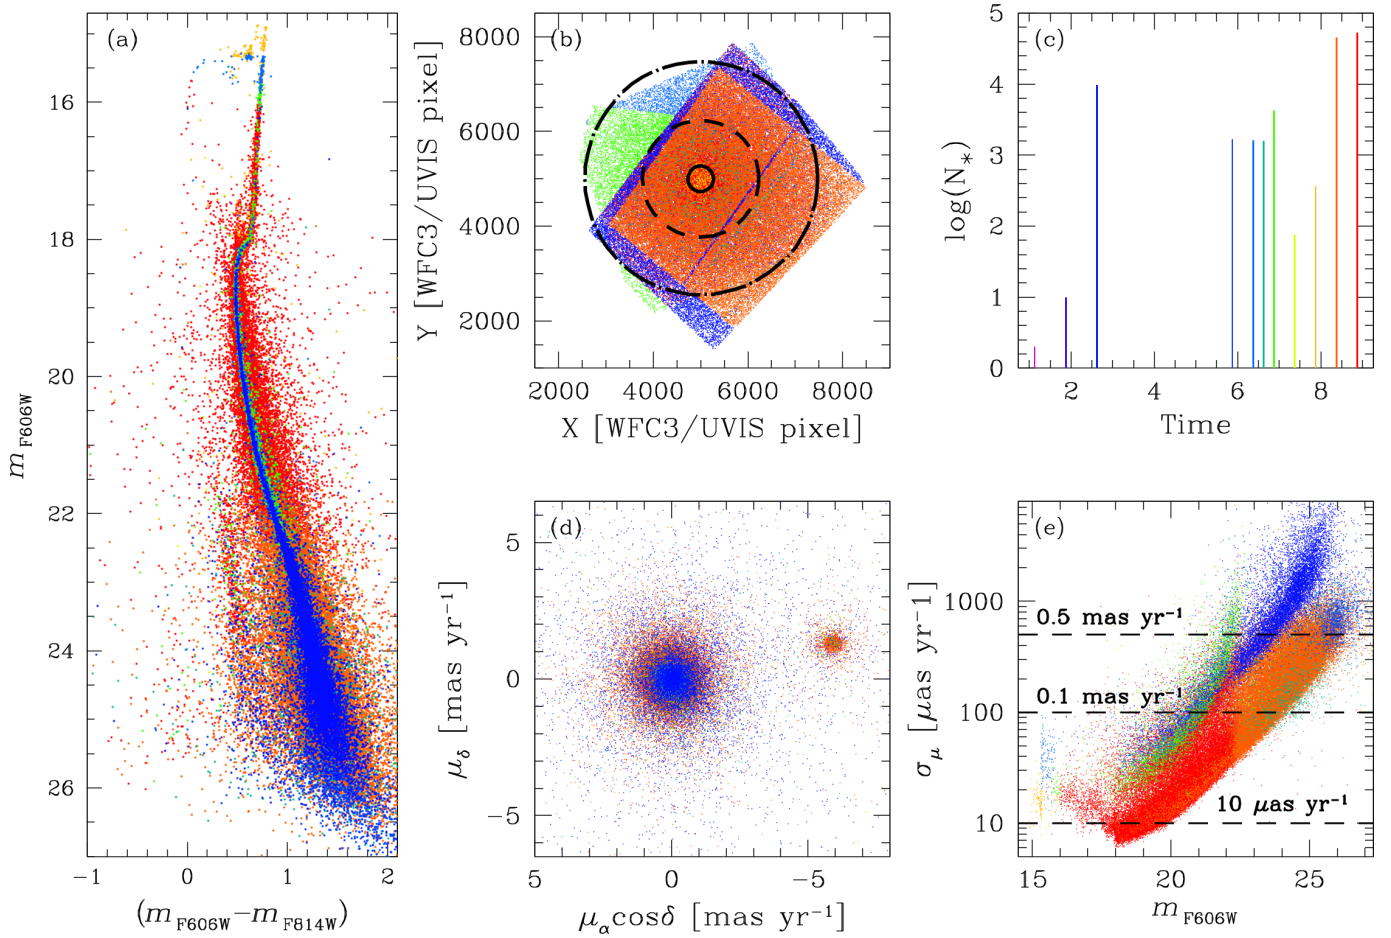 (a)
16
18
20
22
24
26
m_F606W
-1
0
1
2
(m_F606W−m_F814W)
(b)
8000
6000
4000
2000
Y [WFC3/UVIS pixel]
2000
4000
6000
8000
X [WFC3/UVIS pixel]
(c)
5
4
3
2
1
0
log(N_*)
2
4
6
8
Time
(d)
5
0
−5
μ_δ [mas yr⁻¹]
5
0
−5
μ_α cosδ [mas yr⁻¹]
(e)
1000
100
10
σ_μ [μas yr−1]
0.5 mas yr⁻¹
0.1 mas yr⁻¹
10 μas yr⁻¹
15
20
25
m_F606W